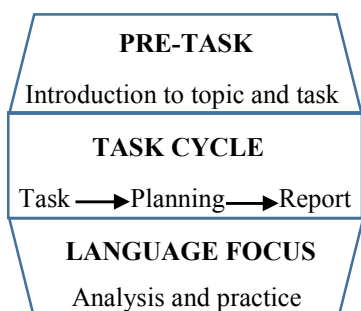 PRE-TASK
Introduction to topic and task
TASK CYCLE
Task Planning Report
LANGUAGE FOCUS
Analysis and practice